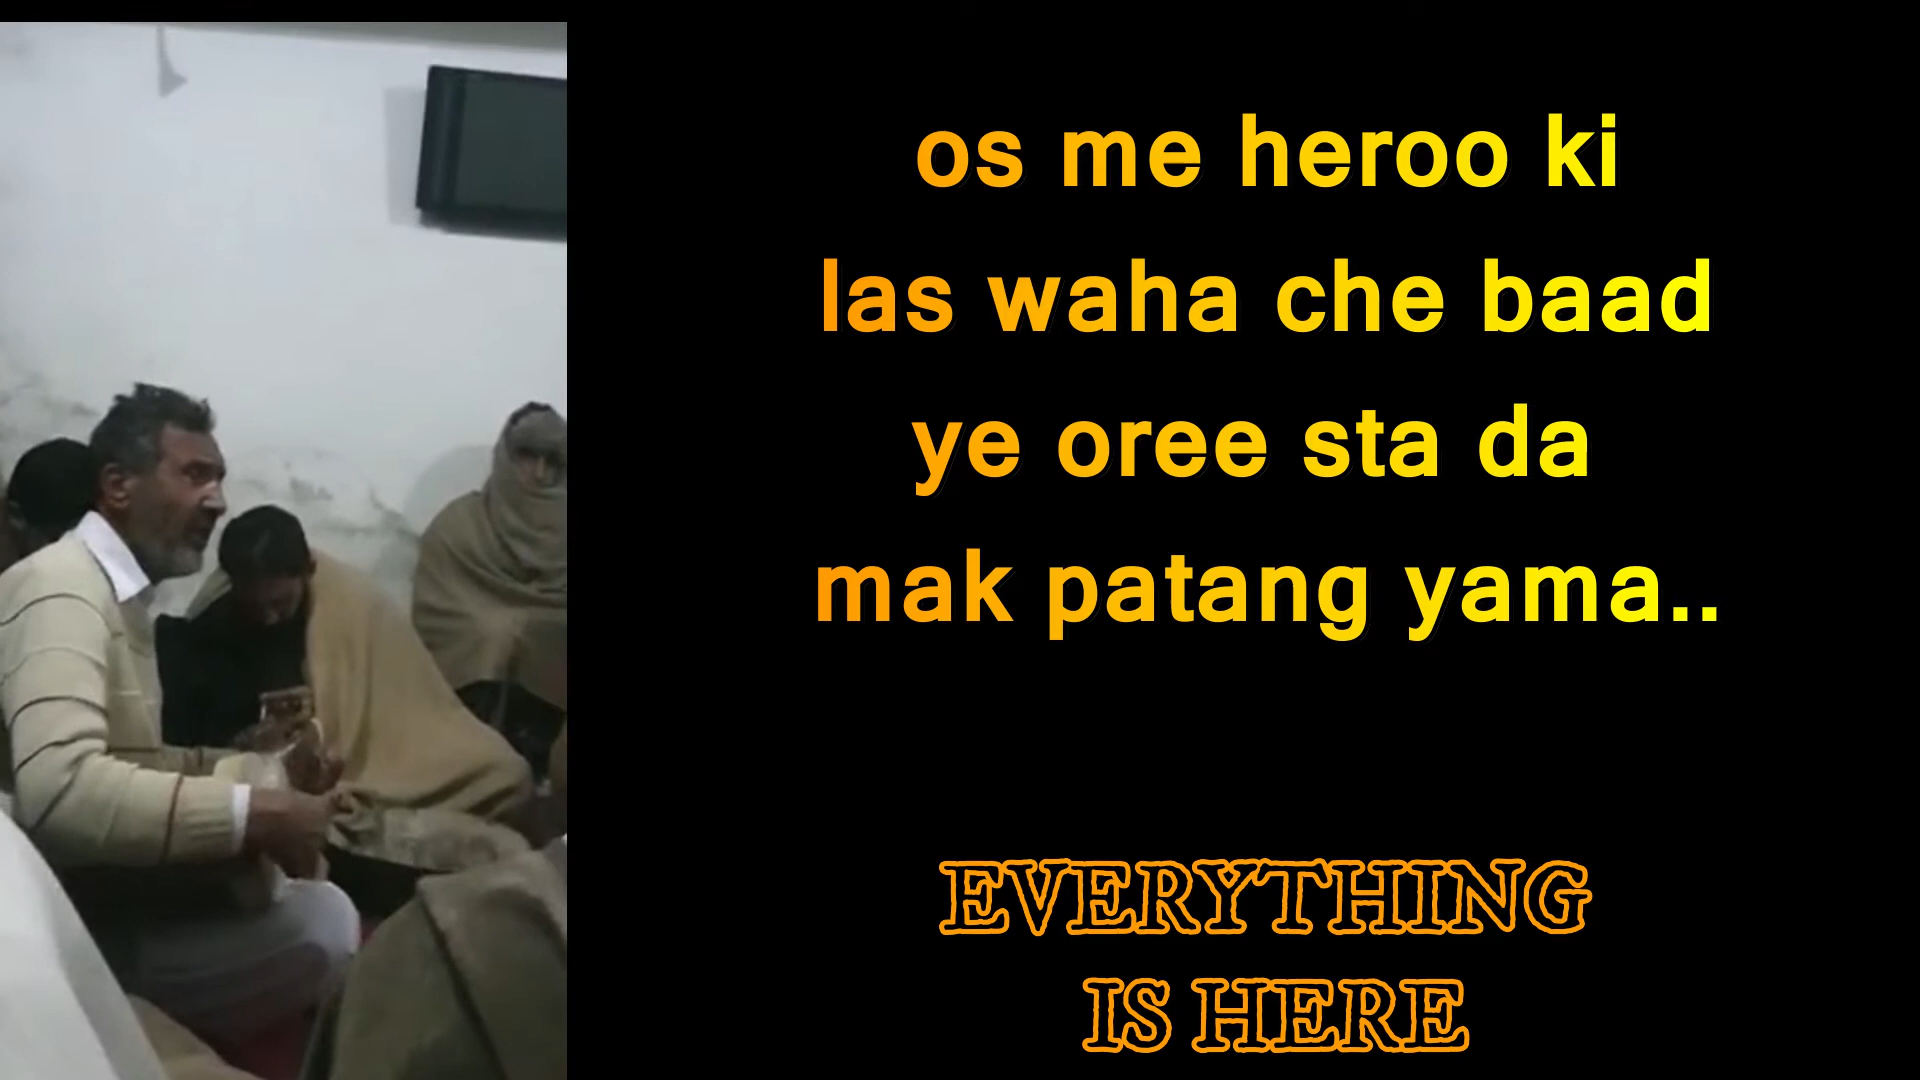 os me heroo ki
las waha che baad
ye oree sta da
mak patang yama..
EVERYTHING
IS HERE